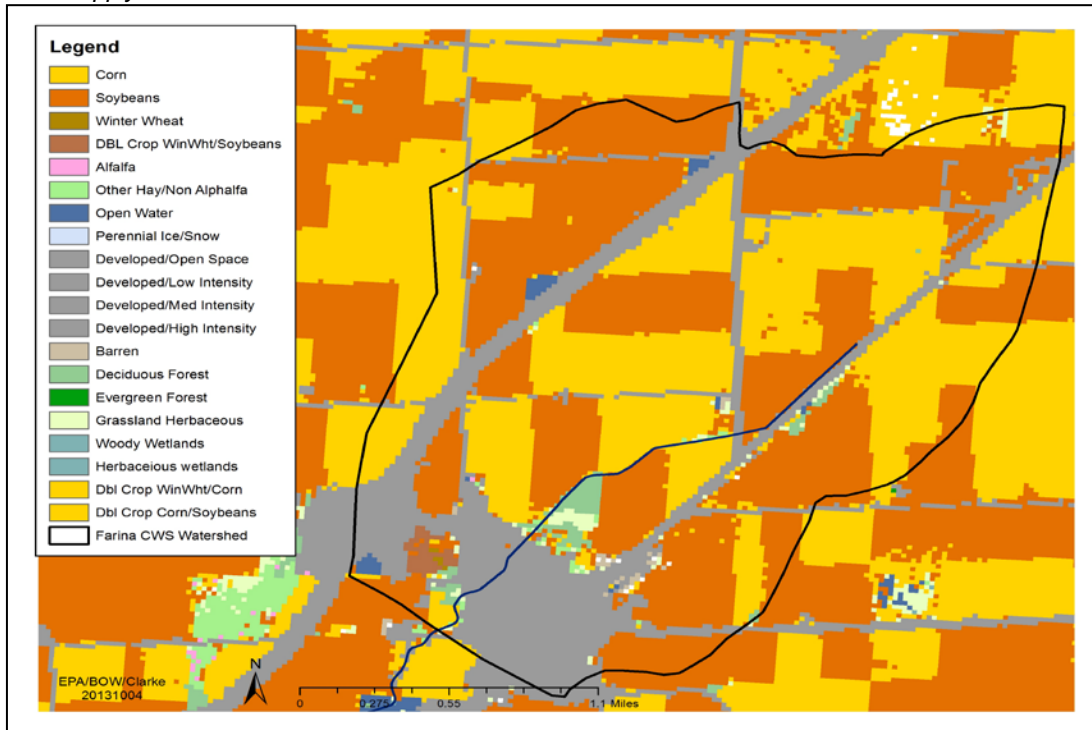 Legend
Corn
Soybeans
Winter Wheat
DBL Crop WinWht/Soybeans
Alfalfa
Other Hay/Non Alphalfa
Open Water
Perennial Ice/Snow
Developed/Open Space
Developed/Low Intensity
Developed/Med Intensity
Developed/High Intensity
Barren
Deciduous Forest
Evergreen Forest
Grassland Herbaceous
Woody Wetlands
Herbaceious wetlands
Dbl Crop WinWht/Corn
Dbl Crop Corn/Soybeans
Farina CWS Watershed
EPA/BOW/Clarke
20131004
N
0 0.275 0.55 1.1 Miles